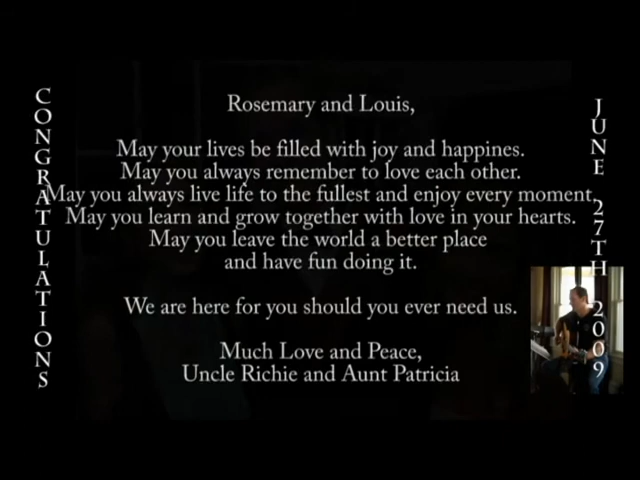 CONGRATULATIONS
Rosemary and Louis,
May your lives be filled with joy and happines.
May you always remember to love each other.
May you always live life to the fullest and enjoy every moment.
May you learn and grow together with love in your hearts.
May you leave the world a better place
and have fun doing it.
We are here for you should you ever need us.
Much Love and Peace,
Uncle Richie and Aunt Patricia
JUNE 27TH 2009